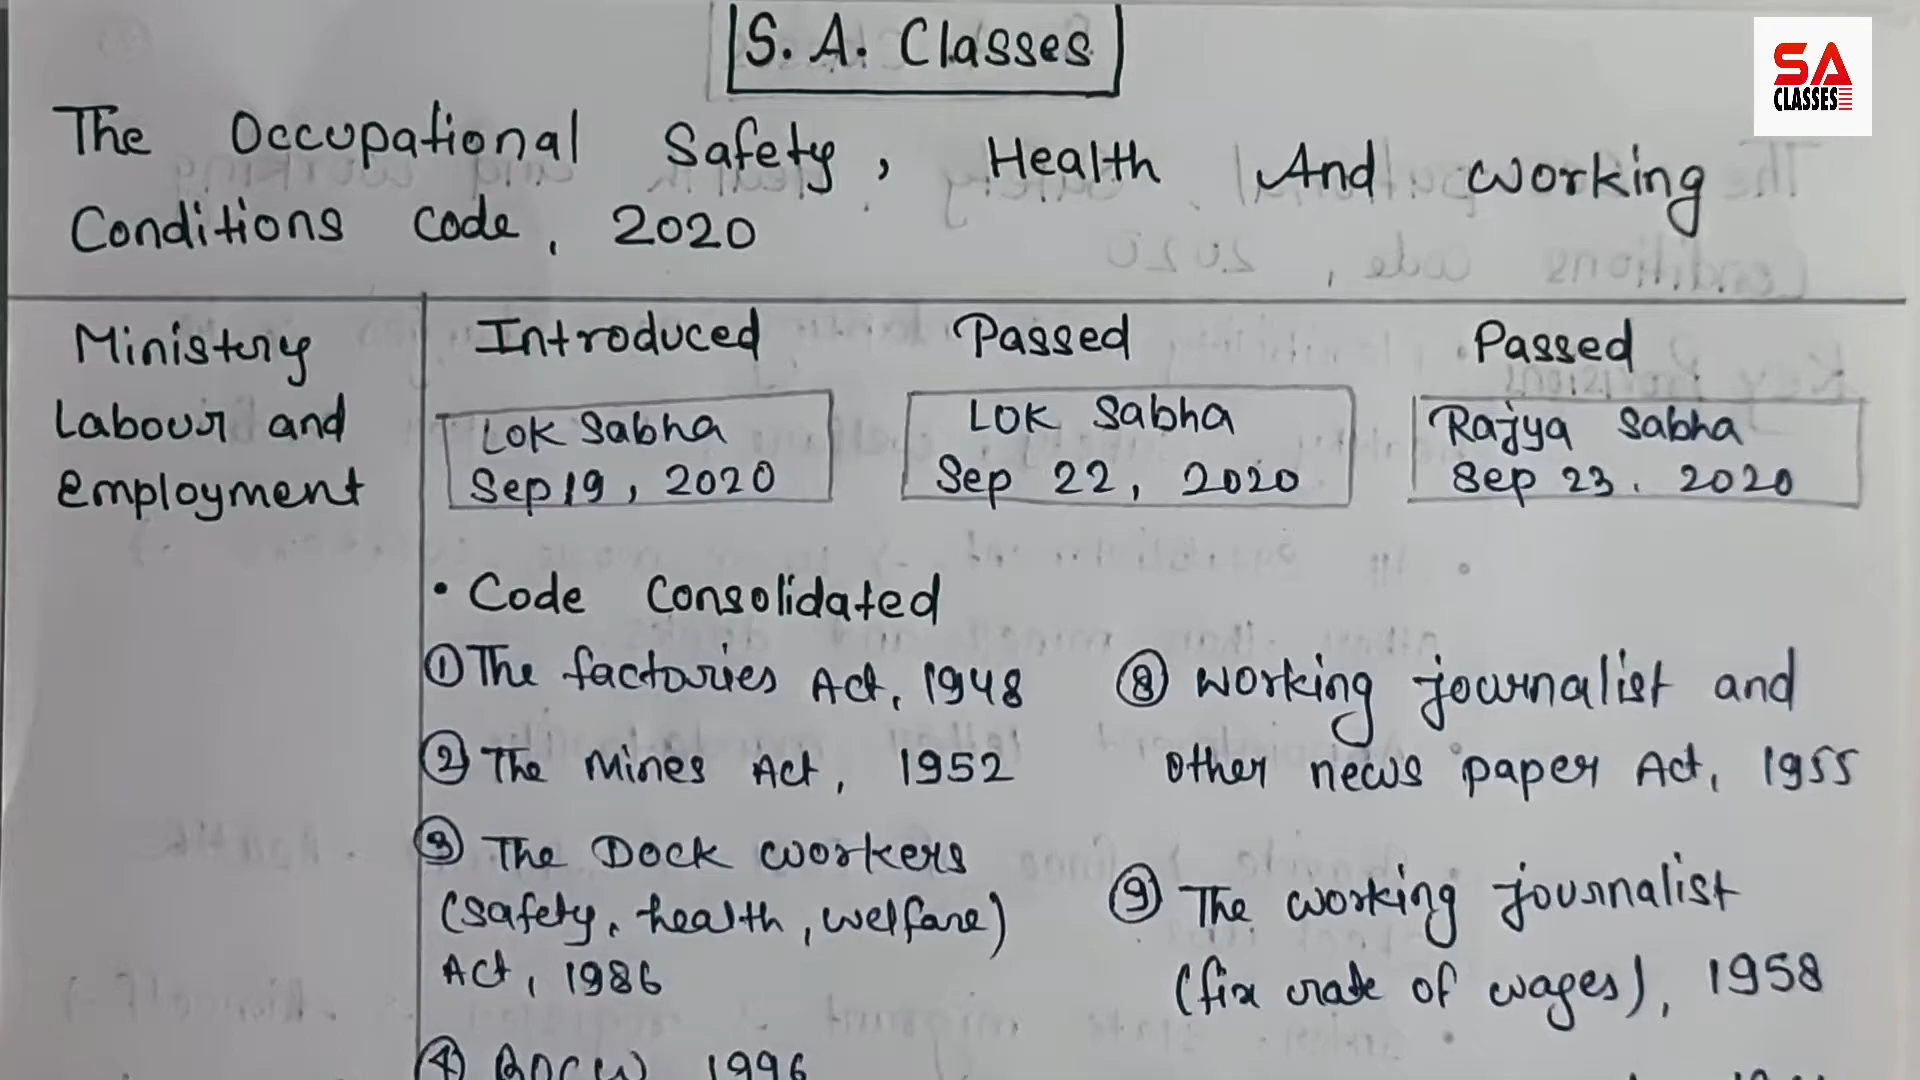 S. A. Classes
SA
CLASSES
The Occupational Safety, Health And working
Conditions Code, 2020
Ministry
Labour and
employment
Introduced
Lok Sabha
Sep 19, 2020
Passed
LOK Sabha
Sep 22, 2020
Passed
Rajya Sabha
Sep 23. 2020
• Code Consolidated
① The factories Act, 1948
② The Mines Act, 1952
③ The Dock workers
(safety, health, welfare)
Act, 1986
④ BOCW 1996
⑧ working journalist and
other news paper Act, 1955
⑨ The working journalist
(fix rate of wages), 1958